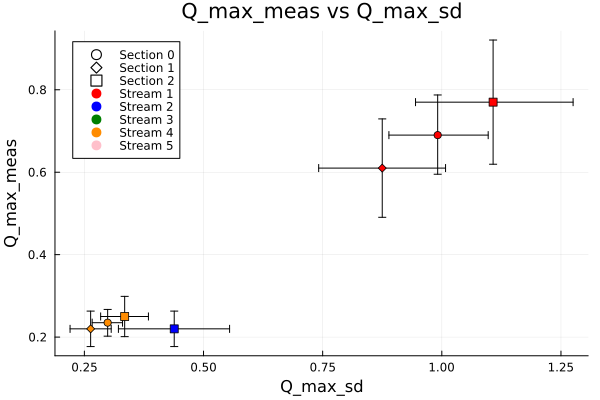 Q_max_meas vs Q_max_sd
Section 0
Section 1
Section 2
Stream 1
Stream 2
Stream 3
Stream 4
Stream 5
Q_max_meas
0.8
0.6
0.4
0.2
0.25 0.50 0.75 1.00 1.25
Q_max_sd